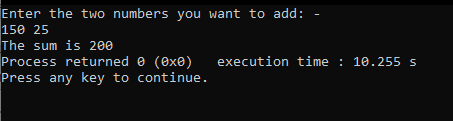 Enter the two numbers you want to add: -
150 25
The sum is 200
Process returned 0 (0x0)   execution time : 10.255 s
Press any key to continue.